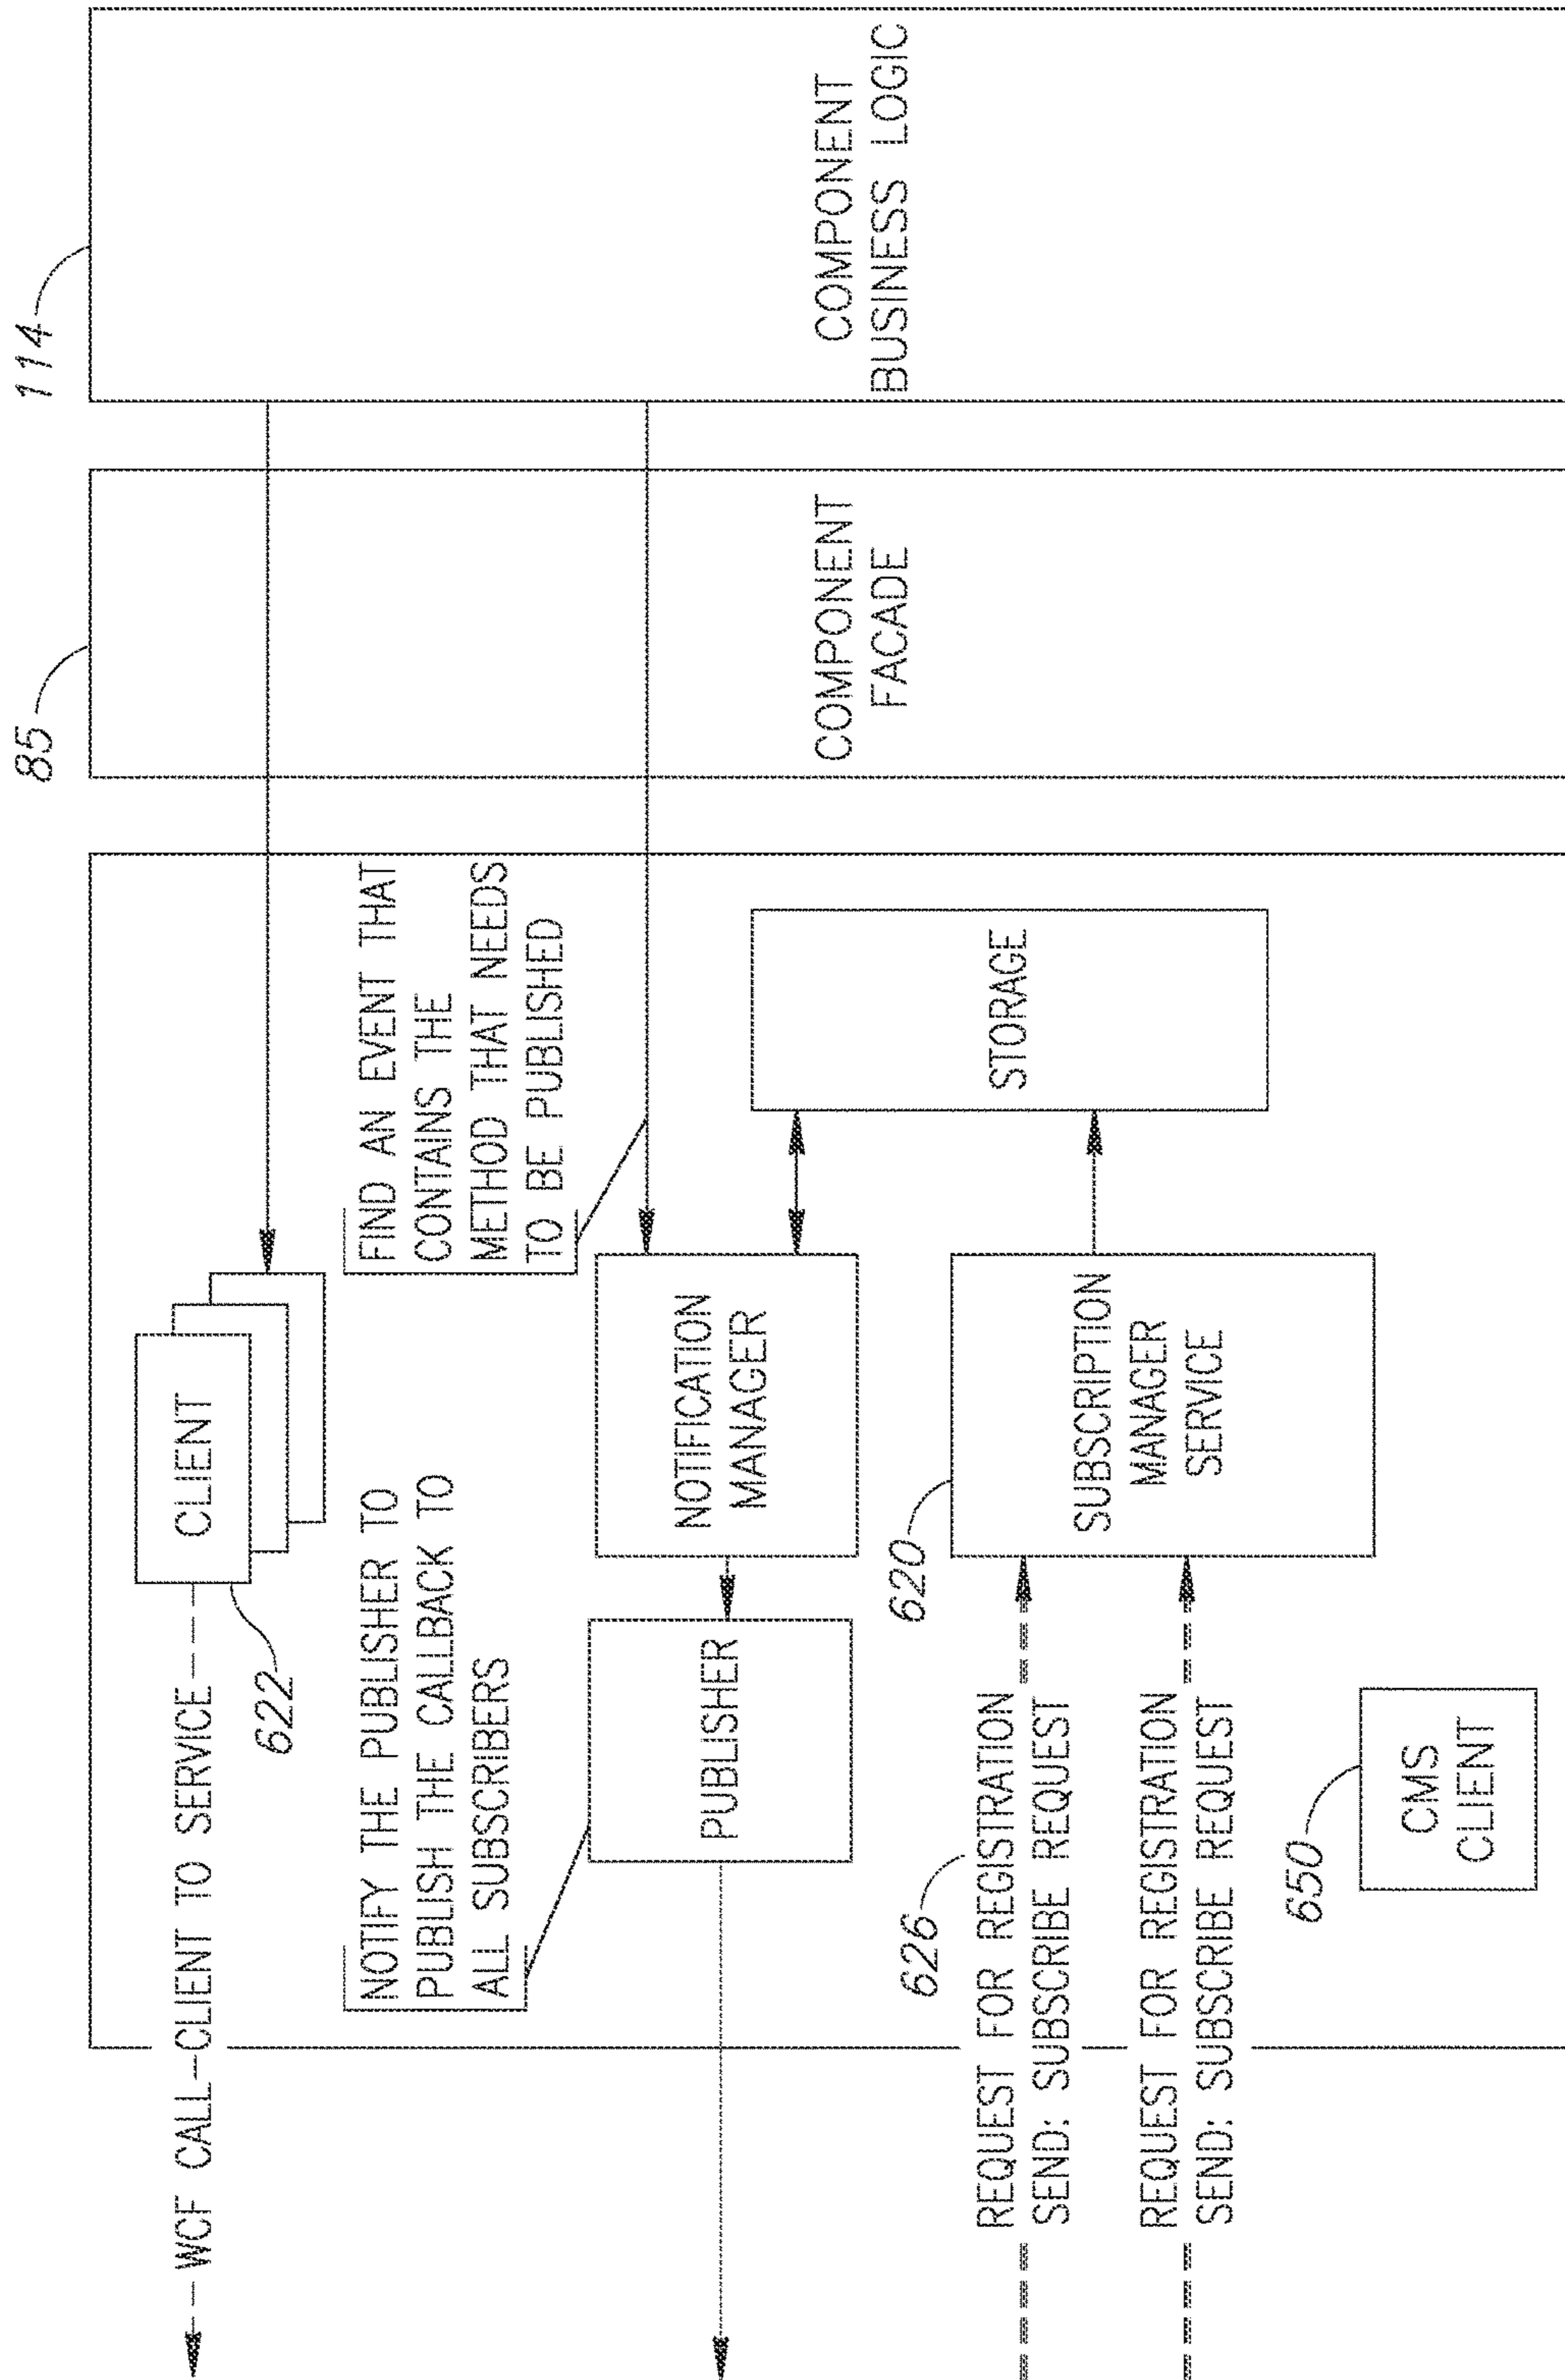 114
COMPONENT
BUSINESS LOGIC
85
COMPONENT
FACADE
FIND AN EVENT THAT
CONTAINS THE
METHOD THAT NEEDS
TO BE PUBLISHED
STORAGE
CLIENT
622
WCF CALL-CLIENT TO SERVICE
NOTIFICATION
MANAGER
SUBSCRIPTION
MANAGER
SERVICE
620
NOTIFY THE PUBLISHER TO
PUBLISH THE CALLBACK TO
ALL SUBSCRIBERS
PUBLISHER
626
REQUEST FOR REGISTRATION
SEND: SUBSCRIBE REQUEST
REQUEST FOR REGISTRATION
SEND: SUBSCRIBE REQUEST
650
CMS
CLIENT